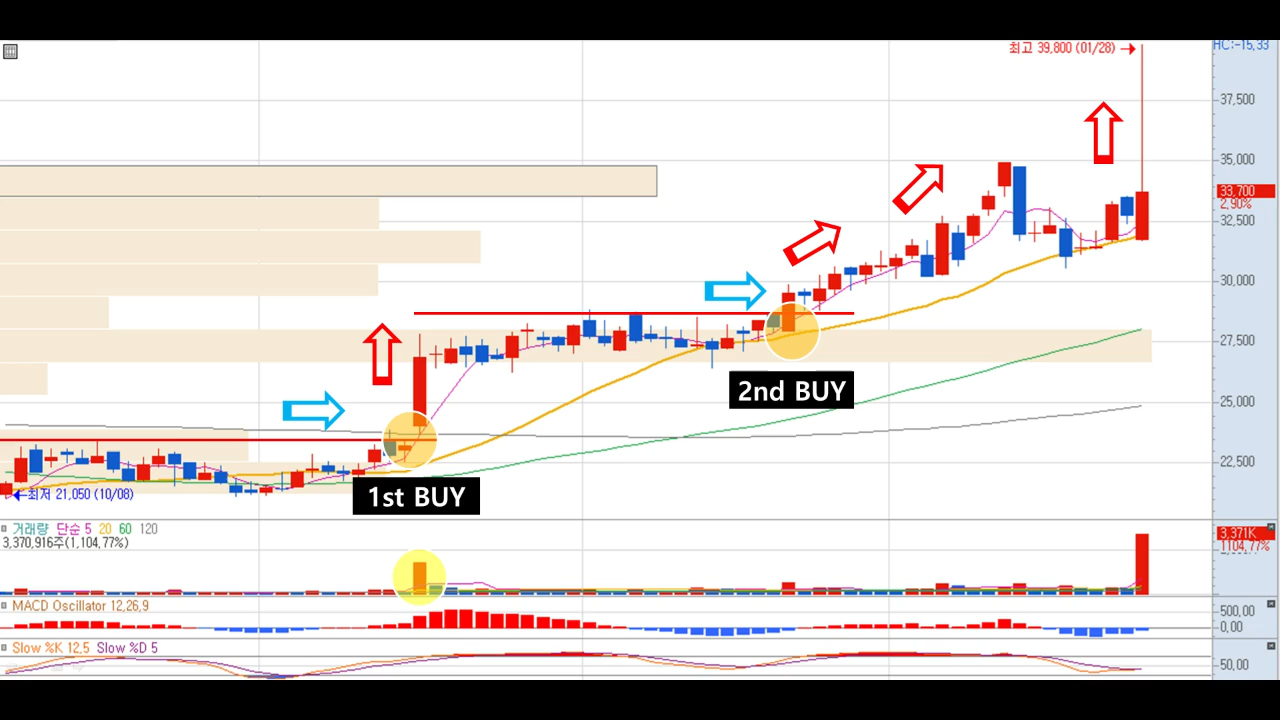 최고 39,800 (01/28)
HC:-15,33
37,500
35,000
33,700
2,90%
32,500
30,000
27,500
2nd BUY
25,000
22,500
1st BUY
최저 21,050 (10/08)
거래량 단순 5 20 60 120
3,370,916주(1,104,77%)
3,371K
1104,77%
MACD Oscillator 12,26,9
500,00
0,00
Slow %K 12,5 Slow %D 5
50,00